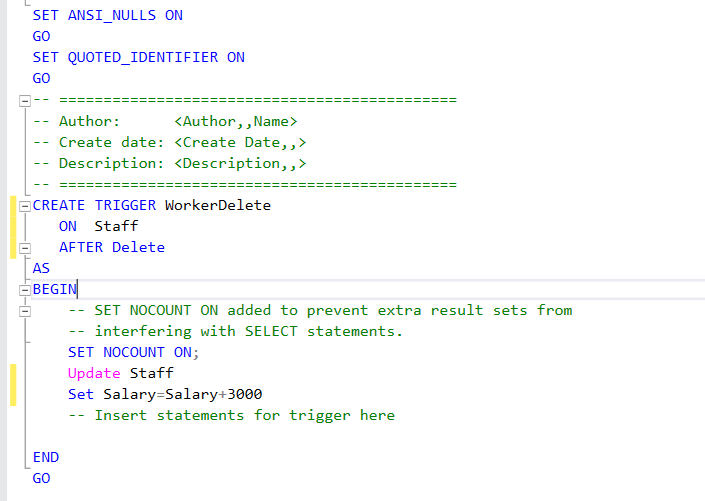 SET ANSI_NULLS ON
GO
SET QUOTED_IDENTIFIER ON
GO
-- =============================================
-- Author:      <Author,,Name>
-- Create date: <Create Date,,>
-- Description: <Description,,>
-- =============================================
CREATE TRIGGER WorkerDelete
   ON  Staff
   AFTER Delete
AS
BEGIN
    -- SET NOCOUNT ON added to prevent extra result sets from
    -- interfering with SELECT statements.
    SET NOCOUNT ON;
    Update Staff
    Set Salary=Salary+3000
    -- Insert statements for trigger here
END
GO